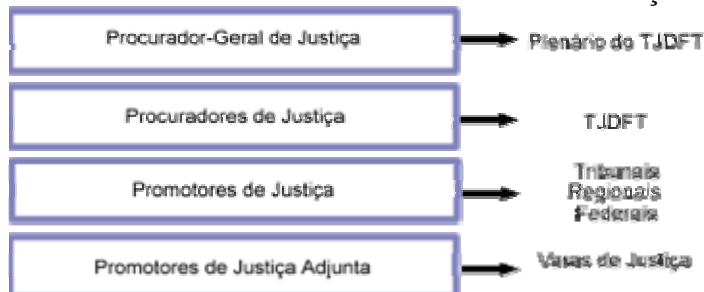 Procurador-Geral de Justiça
Plenário do TJDFT
Procuradores de Justiça
TJDFT
Promotores de Justiça
Tribunais
Regionais
Federais
Promotores de Justiça Adjunta
Varas de Justiça